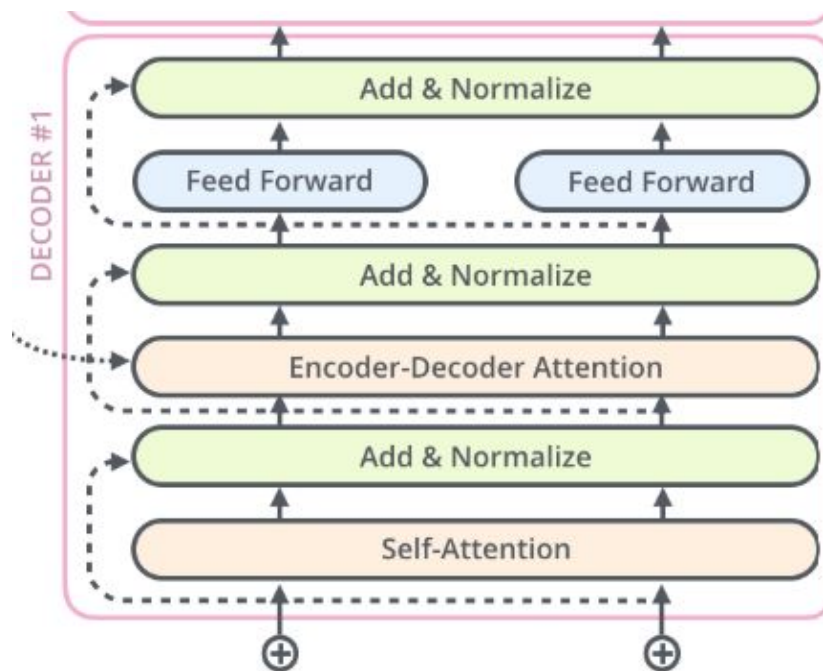 DECODER #1
Add & Normalize
Feed Forward
Feed Forward
Add & Normalize
Encoder-Decoder Attention
Add & Normalize
Self-Attention